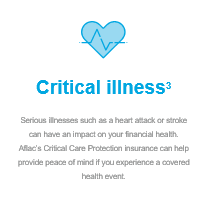 Critical illness³
Serious illnesses such as a heart attack or stroke
can have an impact on your financial health.
Aflac's Critical Care Protection insurance can help
provide peace of mind if you experience a covered
health event.